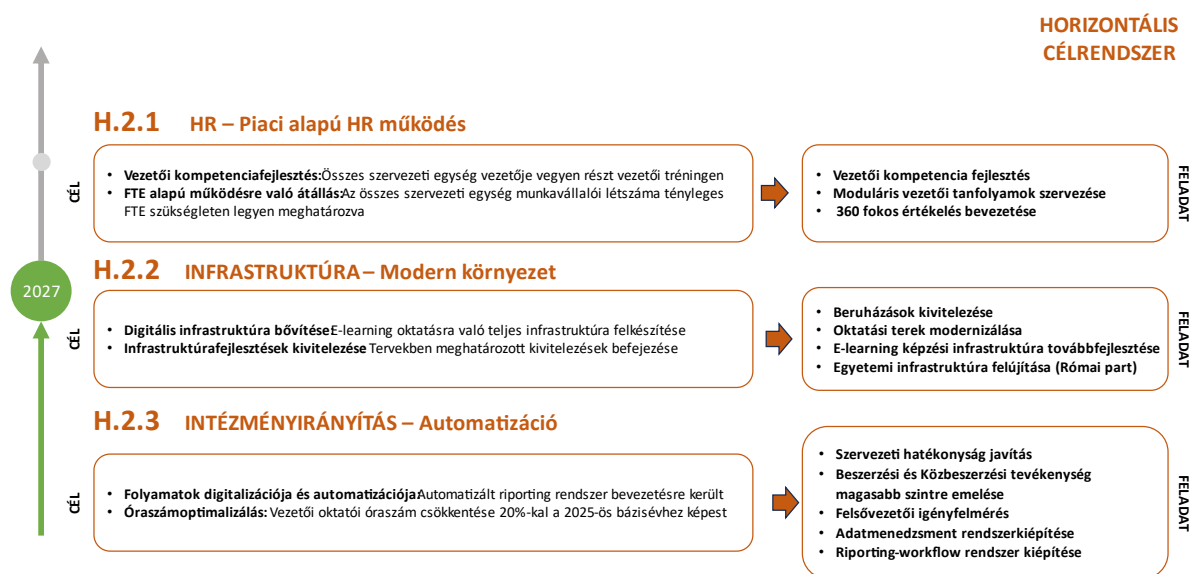 HORIZONTÁLIS
CÉLRENDSZER
H.2.1 HR – Piaci alapú HR működés
CÉL
• Vezetői kompetenciafejlesztés:Összes szervezeti egység vezetője vegyen részt vezetői tréningen
• FTE alapú működésre való átállás:Az összes szervezeti egység munkavállalói létszáma tényleges
FTE szükségleten legyen meghatározva
• Vezetői kompetencia fejlesztés
• Moduláris vezetői tanfolyamok szervezése
• 360 fokos értékelés bevezetése
FELADAT
2027
H.2.2 INFRASTRUKTÚRA – Modern környezet
CÉL
• Digitális infrastruktúra bővítése:E-learning oktatásra való teljes infrastruktúra felkészítése
• Infrastruktúrafejlesztések kivitelezése Tervekben meghatározott kivitelezések befejezése
• Beruházások kivitelezése
• Oktatási terek modernizálása
• E-learning képzési infrastruktúra továbbfejlesztése
• Egyetemi infrastruktúra felújítása (Római part)
FELADAT
H.2.3 INTÉZMÉNYIRÁNYÍTÁS – Automatizáció
CÉL
• Folyamatok digitalizációja és automatizációja:Automatizált riporting rendszer bevezetésre került
• Óraszámoptimalizálás: Vezetői oktatói óraszám csökkentése 20%-kal a 2025-ös bázisévhez képest
• Szervezeti hatékonyság javítás
• Beszerzési és Közbeszerzési tevékenység
magasabb szintre emelése
• Felsővezetői igényfelmérés
• Adatmenedzsment rendszerkiépítése
• Riporting-workflow rendszer kiépítése
FELADAT